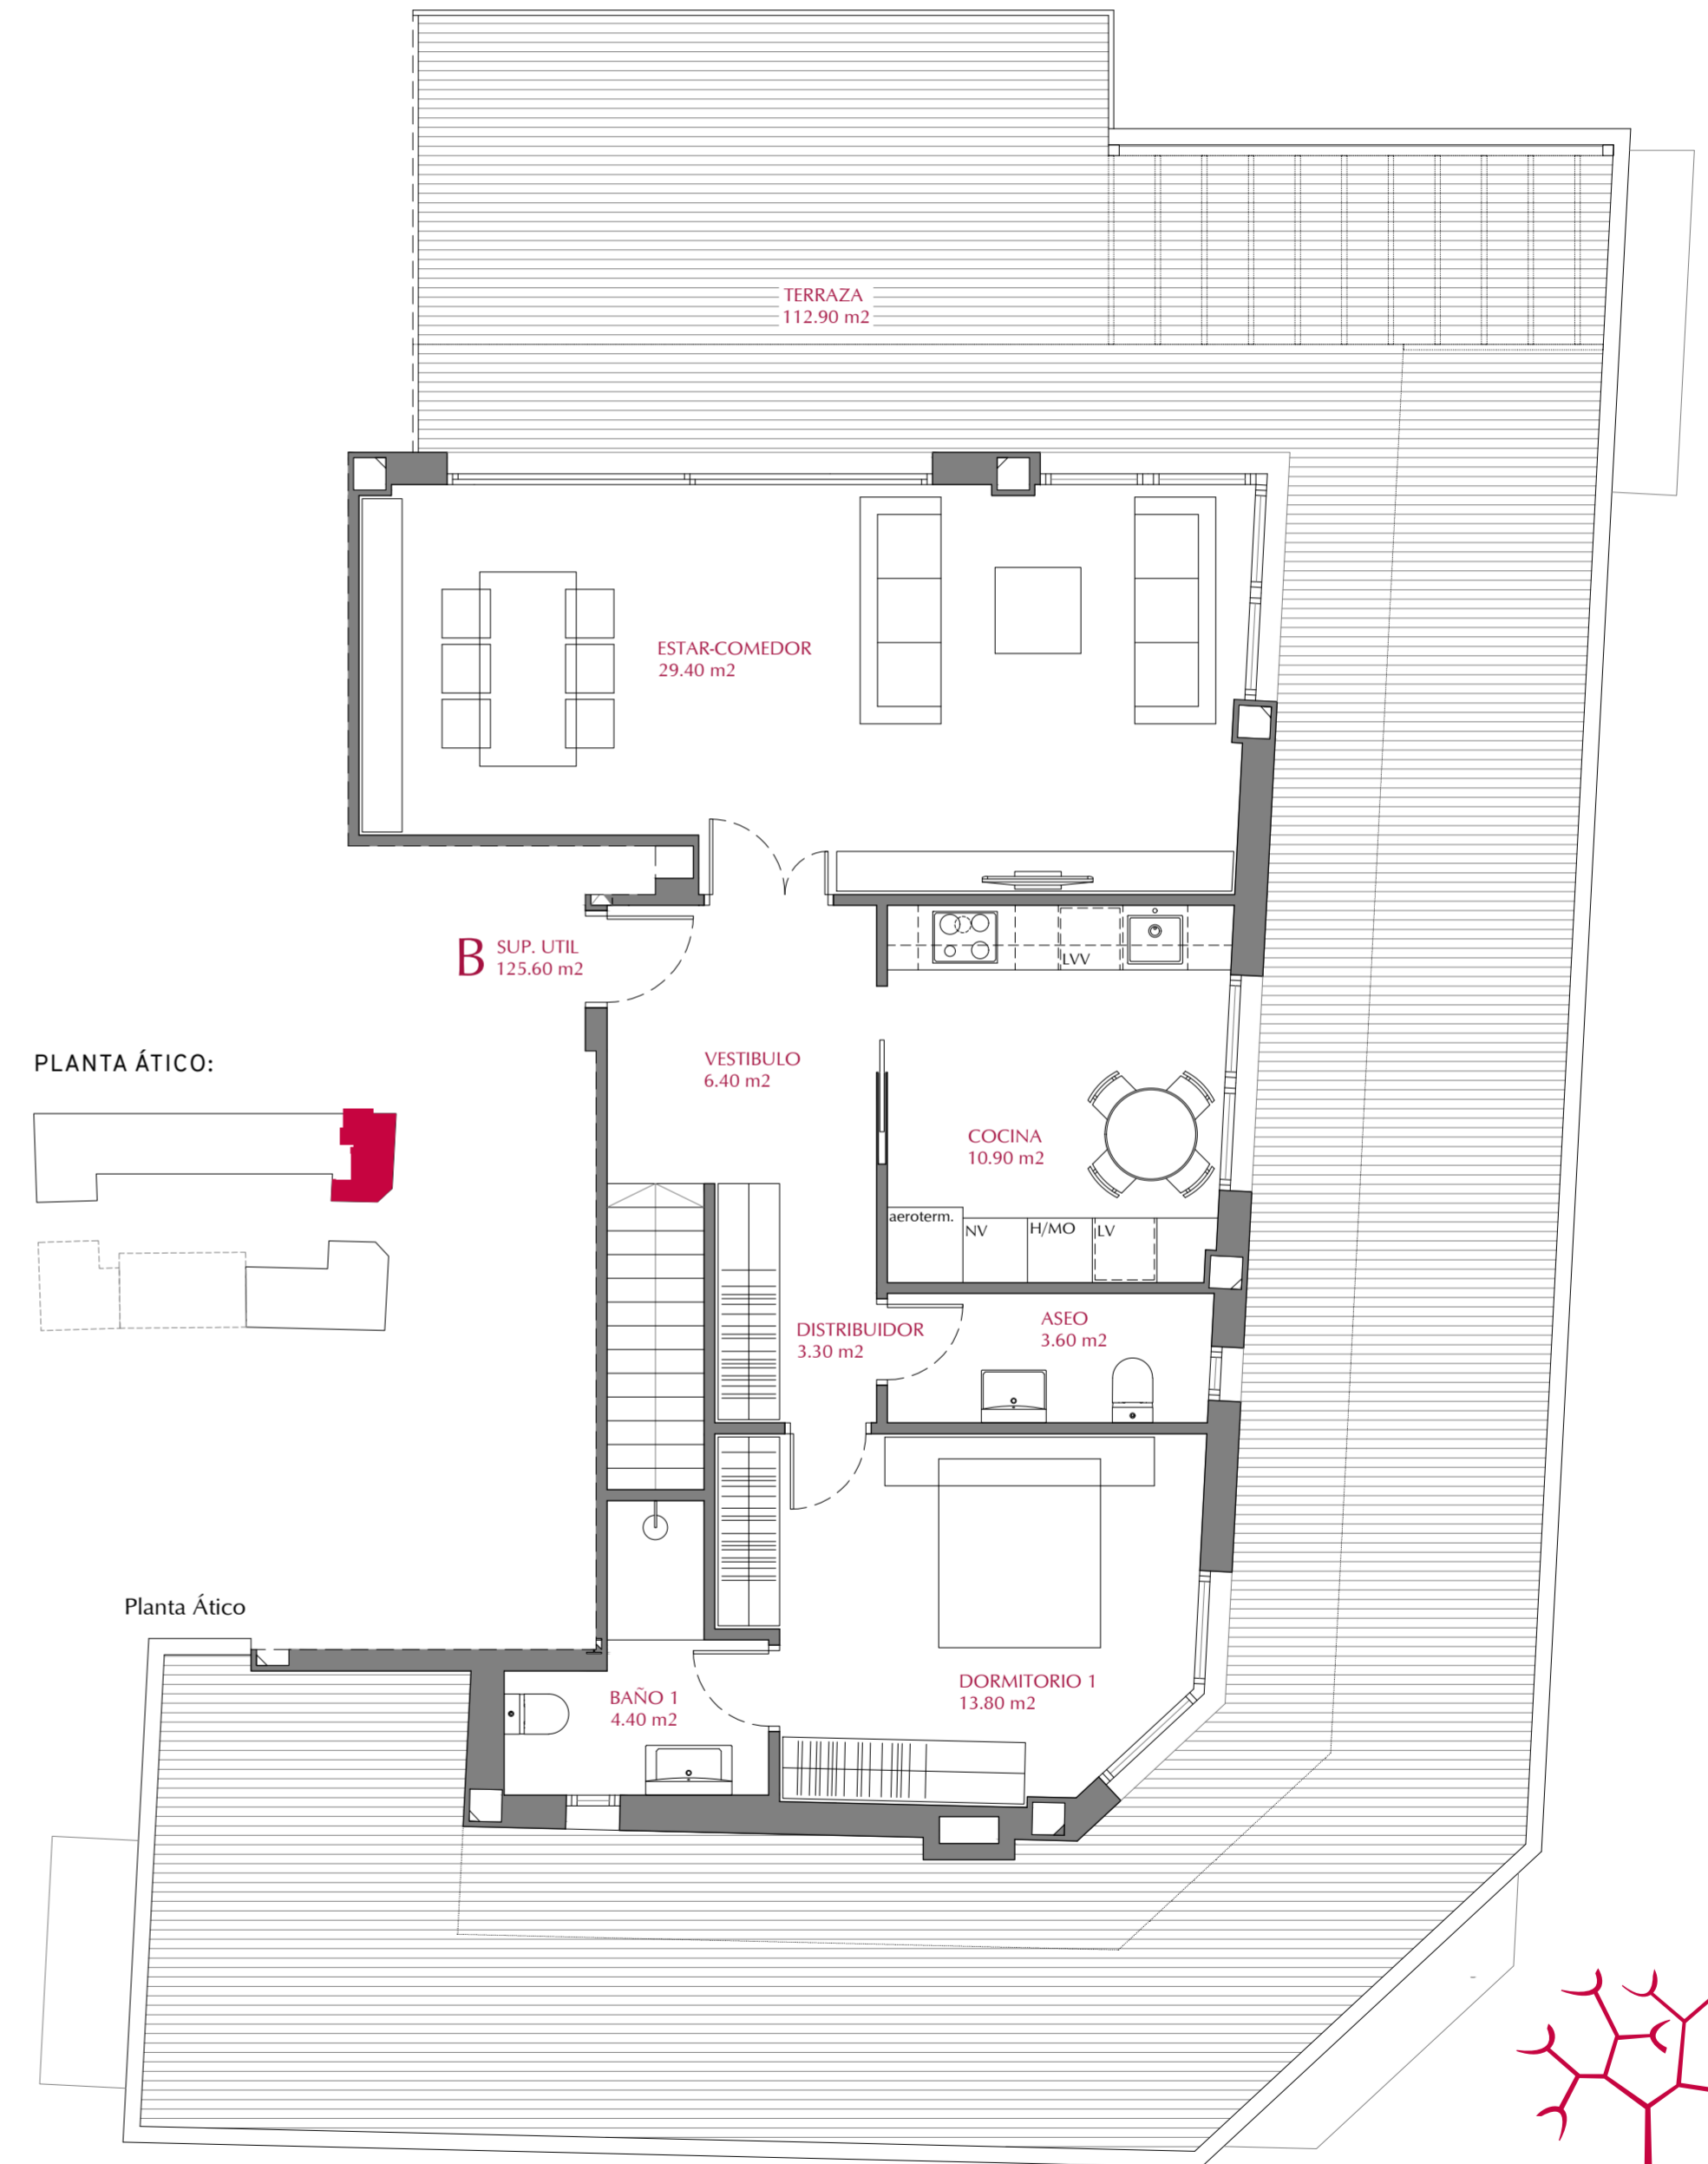 TERRAZA
112.90 m2
ESTAR-COMEDOR
29.40 m2
B
SUP. UTIL
125.60 m2
LVV
PLANTA ÁTICO:
VESTIBULO
6.40 m2
COCINA
10.90 m2
aeroterm.
NV
H/MO
LV
DISTRIBUIDOR
3.30 m2
ASEO
3.60 m2
Planta Ático
BAÑO 1
4.40 m2
DORMITORIO 1
13.80 m2